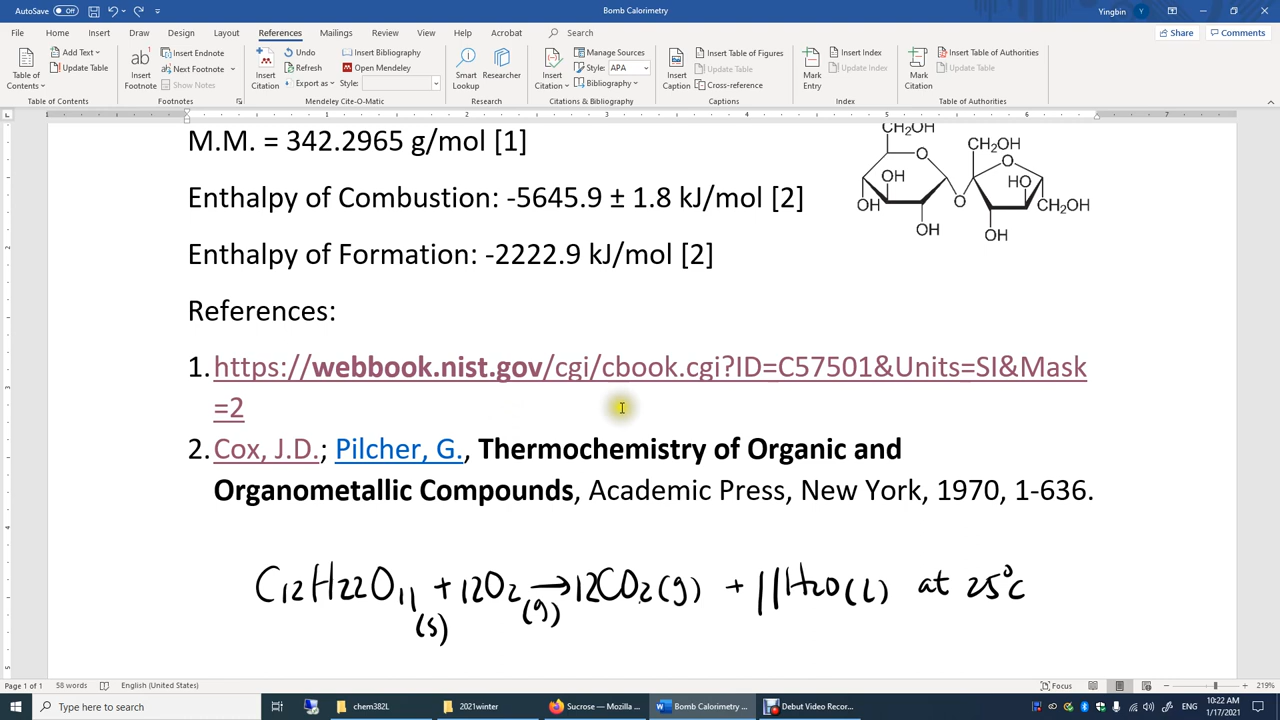 AutoSave Off Bomb Calorimetry Yingbin Y
File Home Insert Draw Design Layout References Mailings Review View Help Acrobat Search Share Comments
Table of Contents Add Text Update Table
ab Insert Footnote Insert Endnote Next Footnote Show Notes
Insert Citation Undo Refresh Export as Insert Bibliography Open Mendeley Style:
Smart Lookup Researcher
Insert Citation Manage Sources Style: APA Bibliography
Insert Caption Insert Table of Figures Update Table Cross-reference
Mark Entry Insert Index Update Index
Mark Citation Insert Table of Authorities Update Table
Table of Contents Footnotes Mendeley Cite-O-Matic Research Citations & Bibliography Captions Index Table of Authorities
1 1 2 3 4 5 6 7
M.M. = 342.2965 g/mol [1]
Enthalpy of Combustion: -5645.9 ± 1.8 kJ/mol [2]
Enthalpy of Formation: -2222.9 kJ/mol [2]
CH2OH
O CH2OH
OH O
HO
OH O CH2OH
OH OH
References:
1. https://webbook.nist.gov/cgi/cbook.cgi?ID=C57501&Units=SI&Mask
=2
2. Cox, J.D.; Pilcher, G., Thermochemistry of Organic and
Organometallic Compounds, Academic Press, New York, 1970, 1-636.
C12H22O11 (s) + 12O2 (g) → 12CO2(g) + 11H2O(L) at 25°C
Page 1 of 1 58 words English (United States) Focus 219%
Type here to search chem382L 2021winter Sucrose — Mozilla ... Bomb Calorimetry ... Debut Video Recor... 10:22 AM
1/17/2021